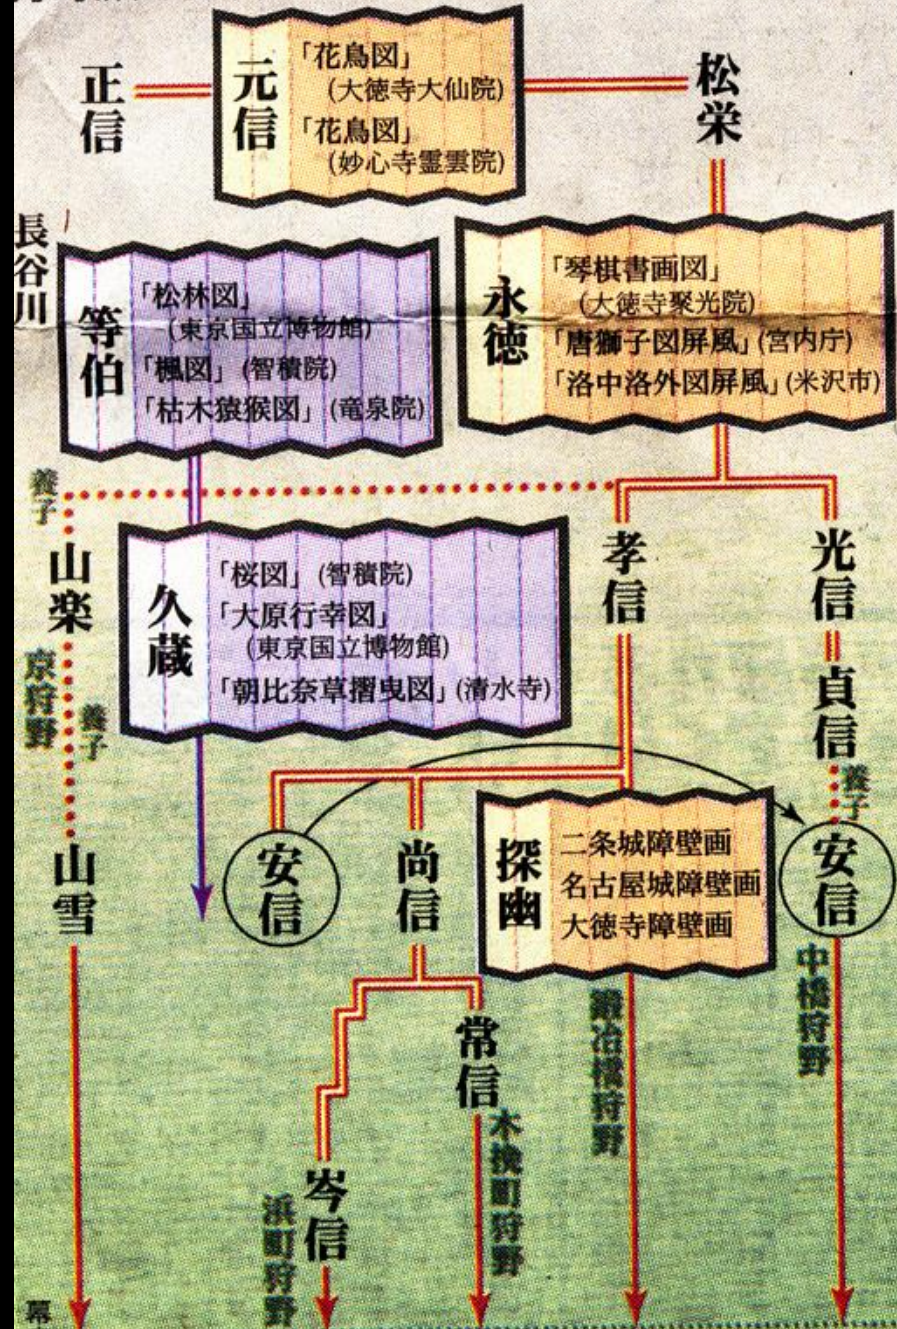 正信
元信
「花鳥図」
(大徳寺大仙院)
「花鳥図」
(妙心寺霊雲院)
松栄
長谷川
等伯
「松林図」
(東京国立博物館)
「楓図」(智積院)
「枯木猿猴図」(竜泉院)
永徳
「琴棋書画図」
(大徳寺聚光院)
「唐獅子図屏風」(宮内庁)
「洛中洛外図屏風」(米沢市)
養子
山楽
京狩野
養子
山雪
久蔵
「桜図」(智積院)
「大原行幸図」
(東京国立博物館)
「朝比奈草摺曳図」(清水寺)
孝信
光信
貞信
養子
安信
尚信
探幽
二条城障壁画
名古屋城障壁画
大徳寺障壁画
安信
中橋狩野
鍛冶橋狩野
常信
木挽町狩野
岑信
浜町狩野
幕